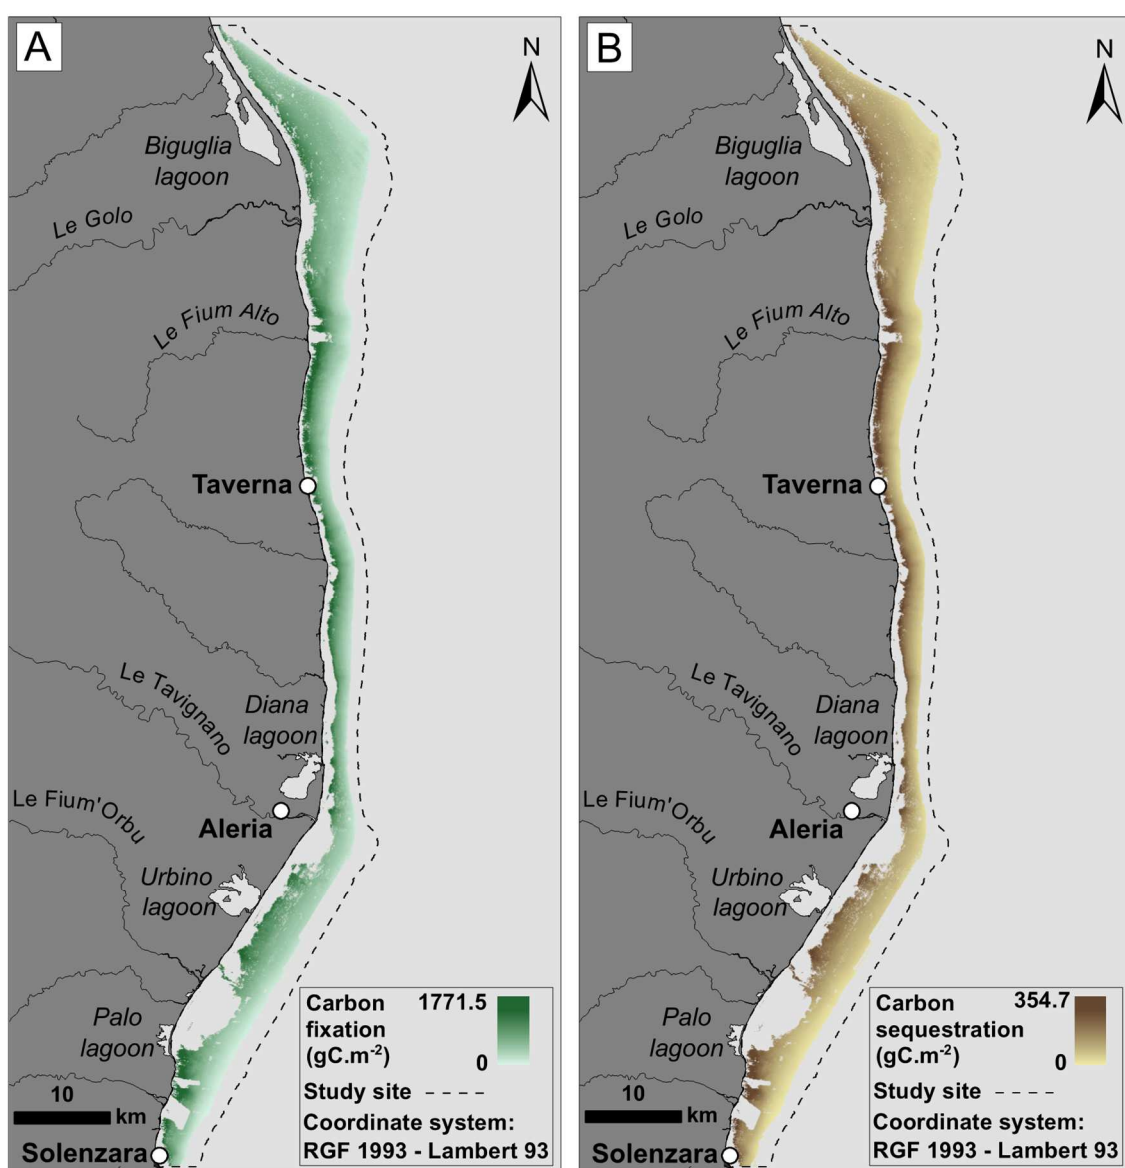 A
N
Biguglia
lagoon
Le Golo
Le Fium Alto
Taverna
Le Tavignano
Diana
lagoon
Le Fium'Orbu
Aleria
Urbino
lagoon
Palo
lagoon
10
km
Solenzara
Carbon
fixation
(gC.m-2)
1771.5
0
Study site
Coordinate system:
RGF 1993 - Lambert 93
B
N
Biguglia
lagoon
Le Golo
Le Fium Alto
Taverna
Le Tavignano
Diana
lagoon
Le Fium'Orbu
Aleria
Urbino
lagoon
Palo
lagoon
10
km
Solenzara
Carbon
sequestration
(gC.m-2)
354.7
0
Study site
Coordinate system:
RGF 1993 - Lambert 93